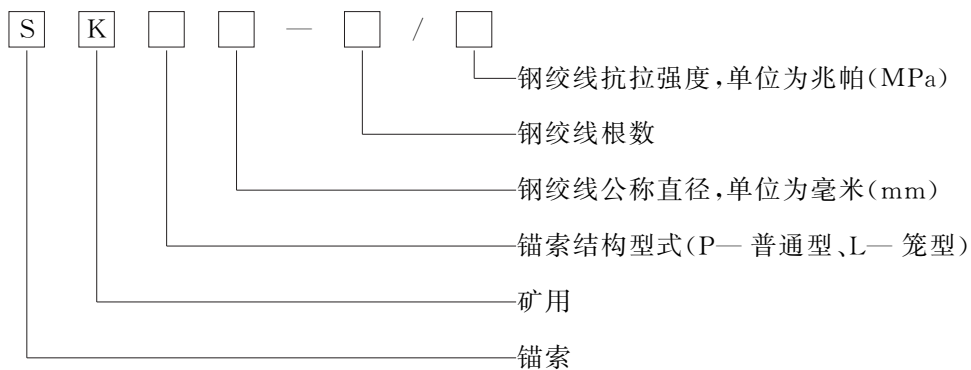 S K □ □ — □ / □
钢绞线抗拉强度,单位为兆帕(MPa)
钢绞线根数
钢绞线公称直径,单位为毫米(mm)
锚索结构型式(P— 普通型、L— 笼型)
矿用
锚索